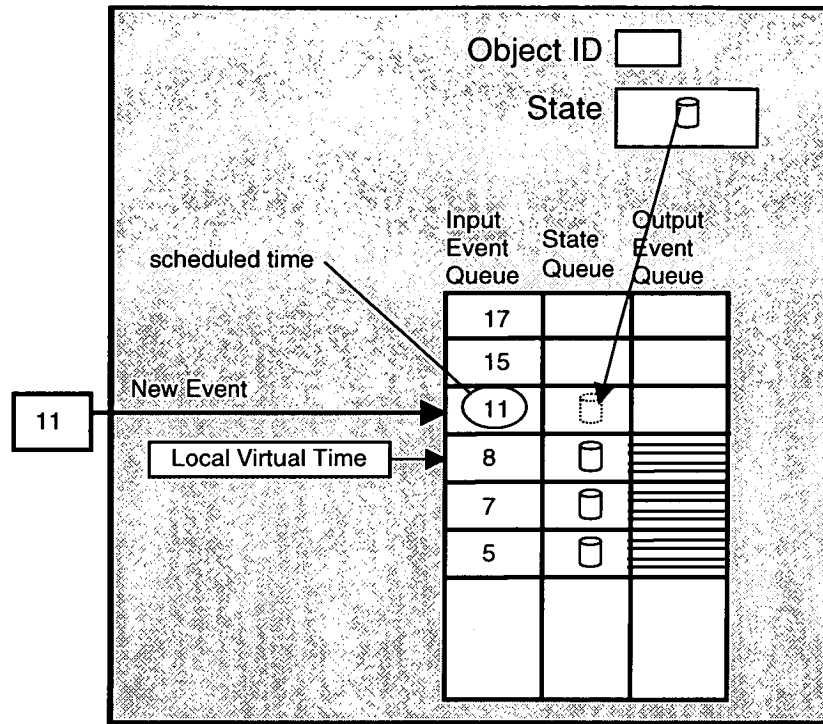 Object ID
State
Input Event Queue
State Queue
Output Event Queue
scheduled time
17
15
New Event
11
11
Local Virtual Time
8
7
5